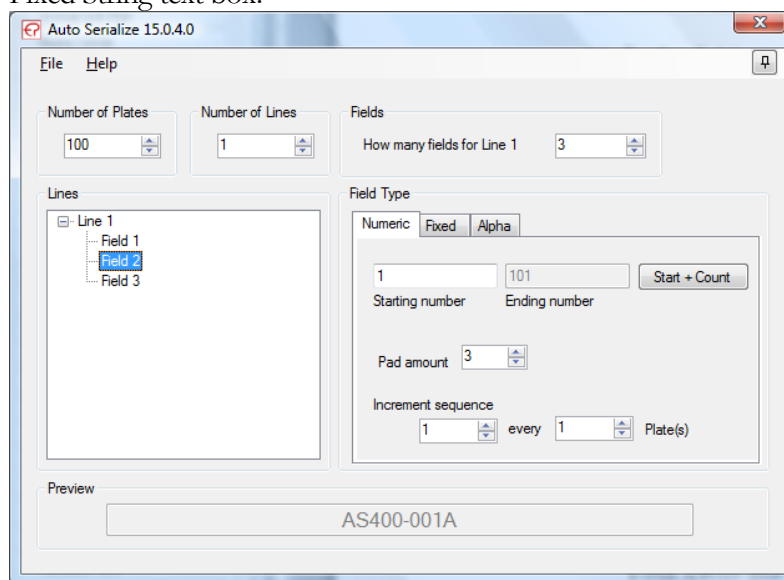 Fixed String text box.
Auto Serialize 15.0.4.0
File Help
Number of Plates Number of Lines Fields
100 1 How many fields for Line 1 3
Lines Field Type
Line 1 Numeric Fixed Alpha
Field 1
Field 2
Field 3
1 101 Start + Count
Starting number Ending number
Pad amount 3
Increment sequence
1 every 1 Plate(s)
Preview
AS400-001A